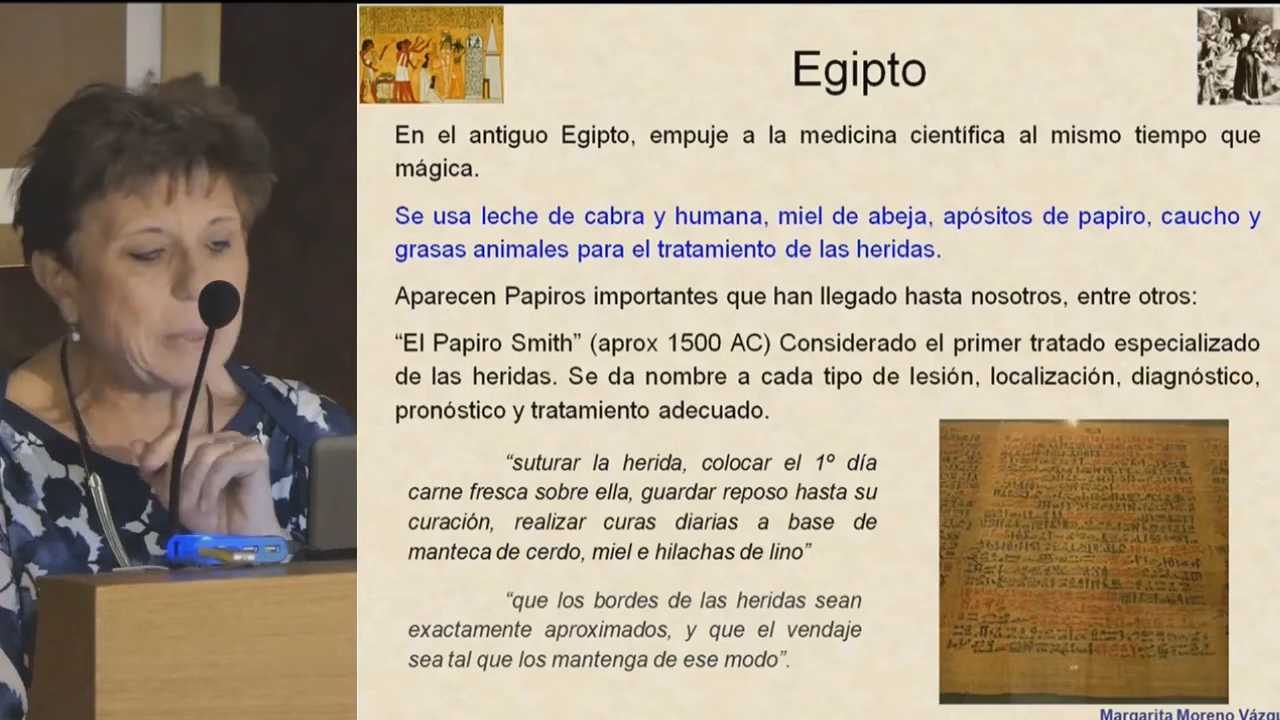 Egipto
En el antiguo Egipto, empuje a la medicina científica al mismo tiempo que
mágica.
Se usa leche de cabra y humana, miel de abeja, apósitos de papiro, caucho y
grasas animales para el tratamiento de las heridas.
Aparecen Papiros importantes que han llegado hasta nosotros, entre otros:
“El Papiro Smith” (aprox 1500 AC) Considerado el primer tratado especializado
de las heridas. Se da nombre a cada tipo de lesión, localización, diagnóstico,
pronóstico y tratamiento adecuado.
“suturar la herida, colocar el 1º día
carne fresca sobre ella, guardar reposo hasta su
curación, realizar curas diarias a base de
manteca de cerdo, miel e hilachas de lino”
“que los bordes de las heridas sean
exactamente aproximados, y que el vendaje
sea tal que los mantenga de ese modo”.
Margarita Moreno